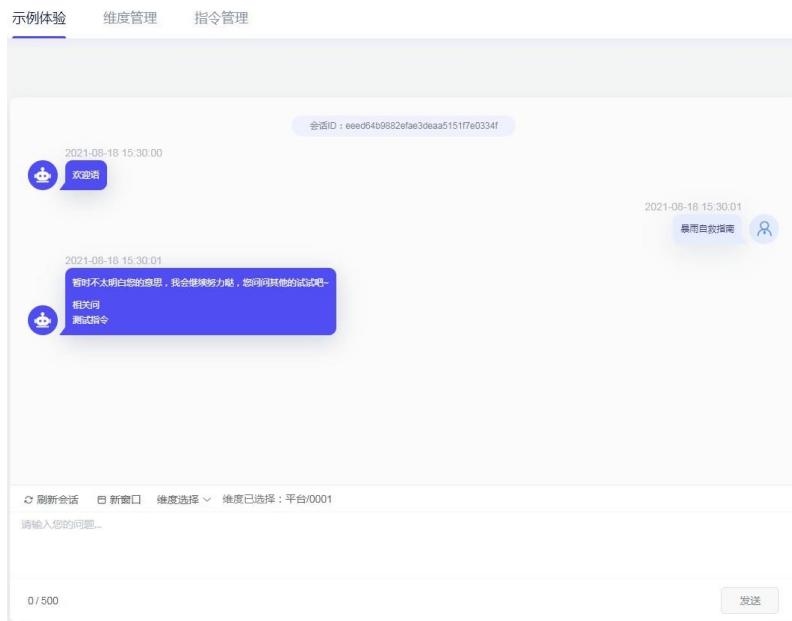 示例体验 维度管理 指令管理
会话ID：eeed64b9882efae3deaa5151f7e0334f
2021-08-18 15:30:00
欢迎语
2021-08-18 15:30:01
暴雨自救指南
2021-08-18 15:30:01
暂时不太明白您的意思，我会继续努力哒，您问问其他的试试吧~
相关问
测试指令
刷新会话 新窗口 维度选择 维度已选择：平台/0001
请输入您的问题...
0 / 500 发送